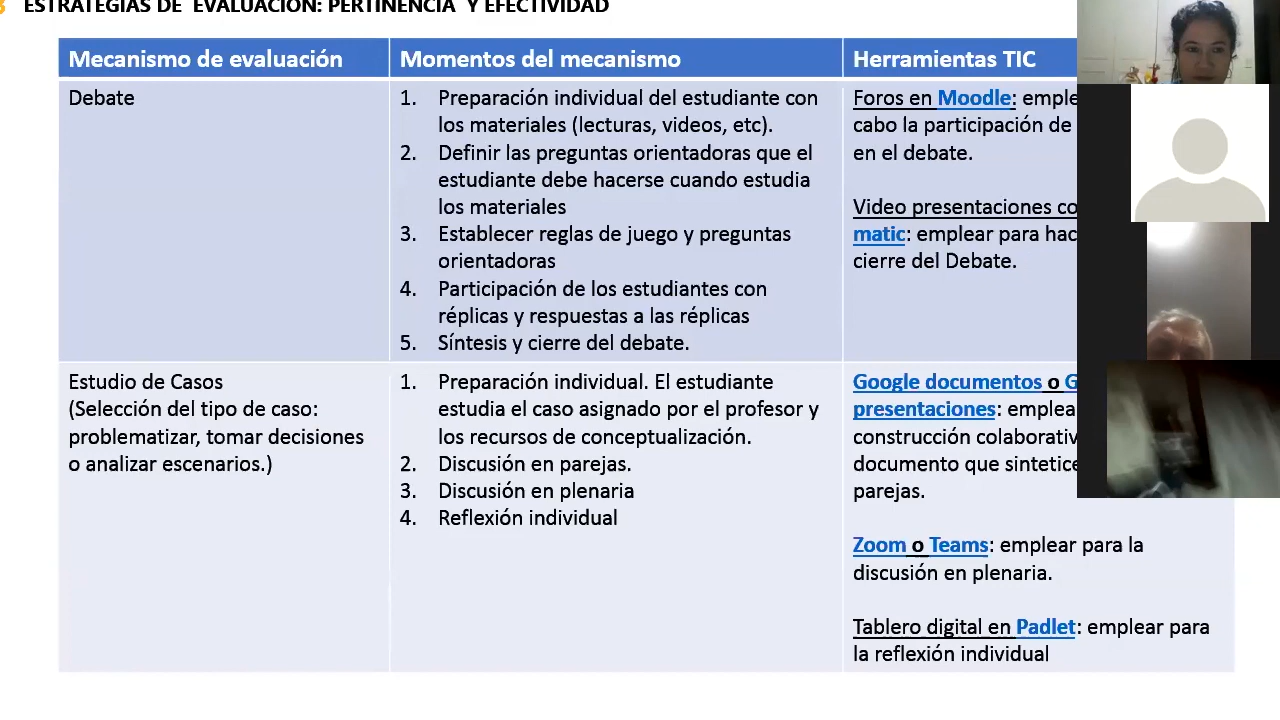 ESTRATEGIAS DE EVALUACIÓN: PERTINENCIA Y EFECTIVIDAD
Mecanismo de evaluación
Momentos del mecanismo
Herramientas TIC
Debate
1. Preparación individual del estudiante con
los materiales (lecturas, videos, etc).
2. Definir las preguntas orientadoras que el
estudiante debe hacerse cuando estudia
los materiales
3. Establecer reglas de juego y preguntas
orientadoras
4. Participación de los estudiantes con
réplicas y respuestas a las réplicas
5. Síntesis y cierre del debate.
Foros en Moodle: emple
cabo la participación de
en el debate.
Video presentaciones co
matic: emplear para hac
cierre del Debate.
Estudio de Casos
(Selección del tipo de caso:
problematizar, tomar decisiones
o analizar escenarios.)
1. Preparación individual. El estudiante
estudia el caso asignado por el profesor y
los recursos de conceptualización.
2. Discusión en parejas.
3. Discusión en plenaria
4. Reflexión individual
Google documentos o G
presentaciones: emplea
construcción colaborativ
documento que sintetice
parejas.
Zoom o Teams: emplear para la
discusión en plenaria.
Tablero digital en Padlet: emplear para
la reflexión individual